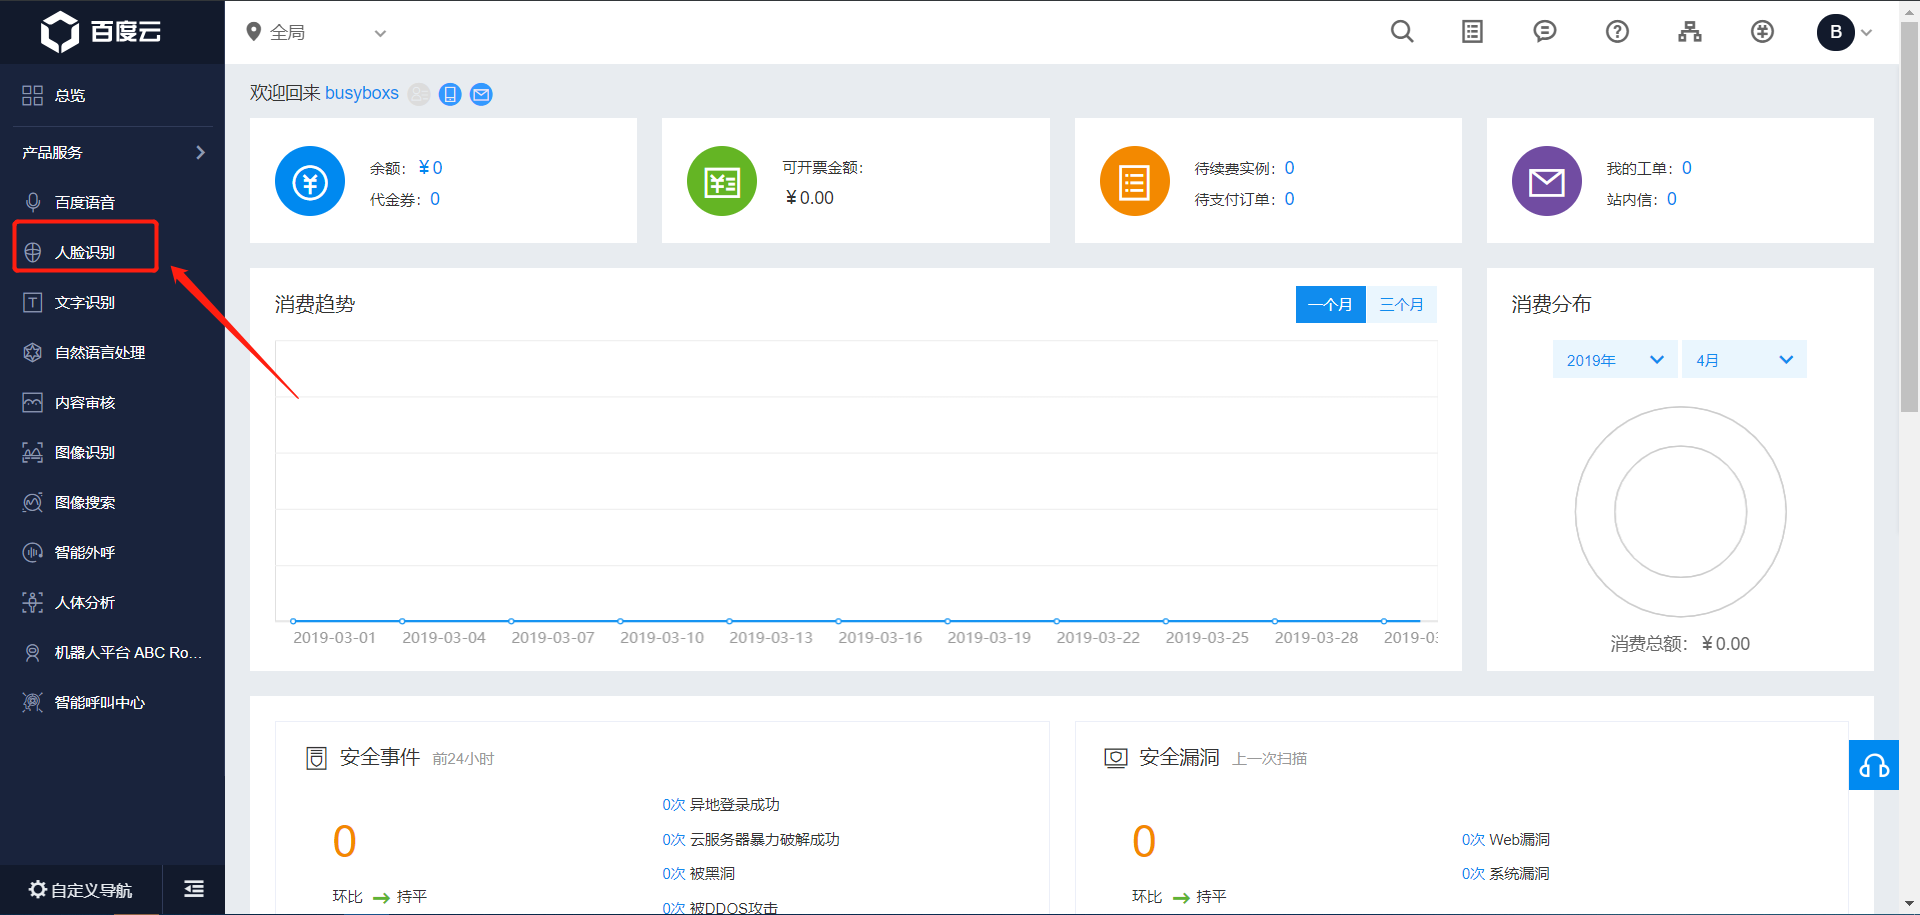 百度云
全局
B
总览
产品服务
百度语音
人脸识别
文字识别
自然语言处理
内容审核
图像识别
图像搜索
智能外呼
人体分析
机器人平台 ABC Ro...
智能呼叫中心
自定义导航
欢迎回来 busyboxs
余额： ¥0
代金券： 0
可开票金额：
¥0.00
待续费实例： 0
待支付订单： 0
我的工单： 0
站内信： 0
消费趋势
一个月 三个月
2019-03-01 2019-03-04 2019-03-07 2019-03-10 2019-03-13 2019-03-16 2019-03-19 2019-03-22 2019-03-25 2019-03-28 2019-03
消费分布
2019年 4月
消费总额： ¥0.00
安全事件 前24小时
0
环比 持平
0次 异地登录成功
0次 云服务器暴力破解成功
0次 被黑洞
0次 被DDOS攻击
安全漏洞 上一次扫描
0
环比 持平
0次 Web漏洞
0次 系统漏洞